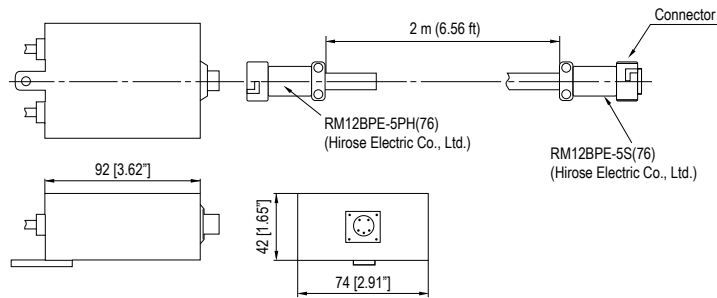 Connector
2 m (6.56 ft)
RM12BPE-5PH(76)
(Hirose Electric Co., Ltd.)
RM12BPE-5S(76)
(Hirose Electric Co., Ltd.)
92 [3.62”]
42 [1.65”]
74 [2.91”]